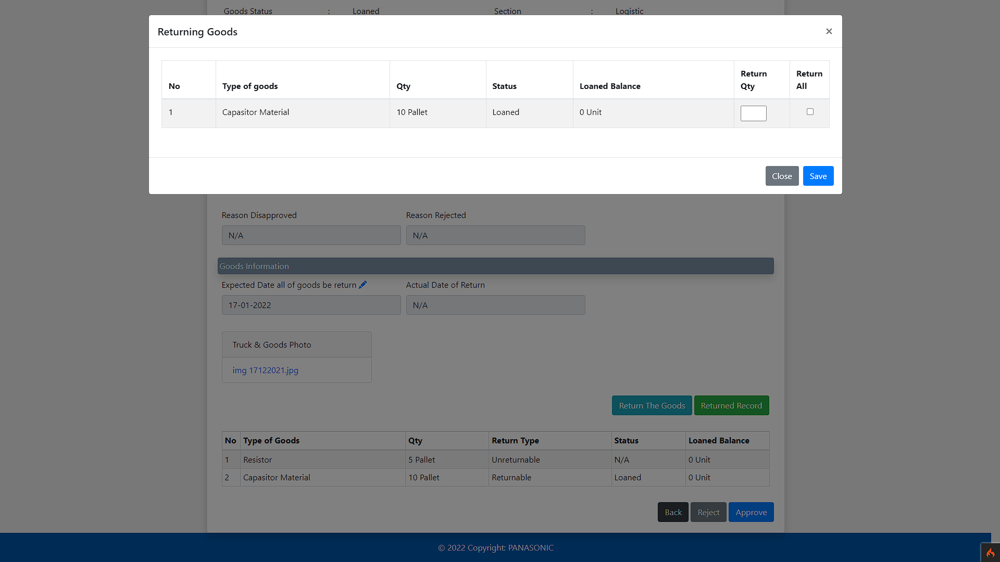 Goods Status : Loaned Section : Logistic
Returning Goods ×
No Type of goods Qty Status Loaned Balance Return Qty Return All
1 Capasitor Material 10 Pallet Loaned 0 Unit
Close Save
Reason Disapproved Reason Rejected
N/A N/A
Goods Information
Expected Date all of goods be return Actual Date of Return
17-01-2022 N/A
Truck & Goods Photo
img 17122021.jpg
Return The Goods Returned Record
No Type of Goods Qty Return Type Status Loaned Balance
1 Resistor 5 Pallet Unreturnable N/A 0 Unit
2 Capasitor Material 10 Pallet Returnable Loaned 0 Unit
Back Reject Approve
© 2022 Copyright: PANASONIC